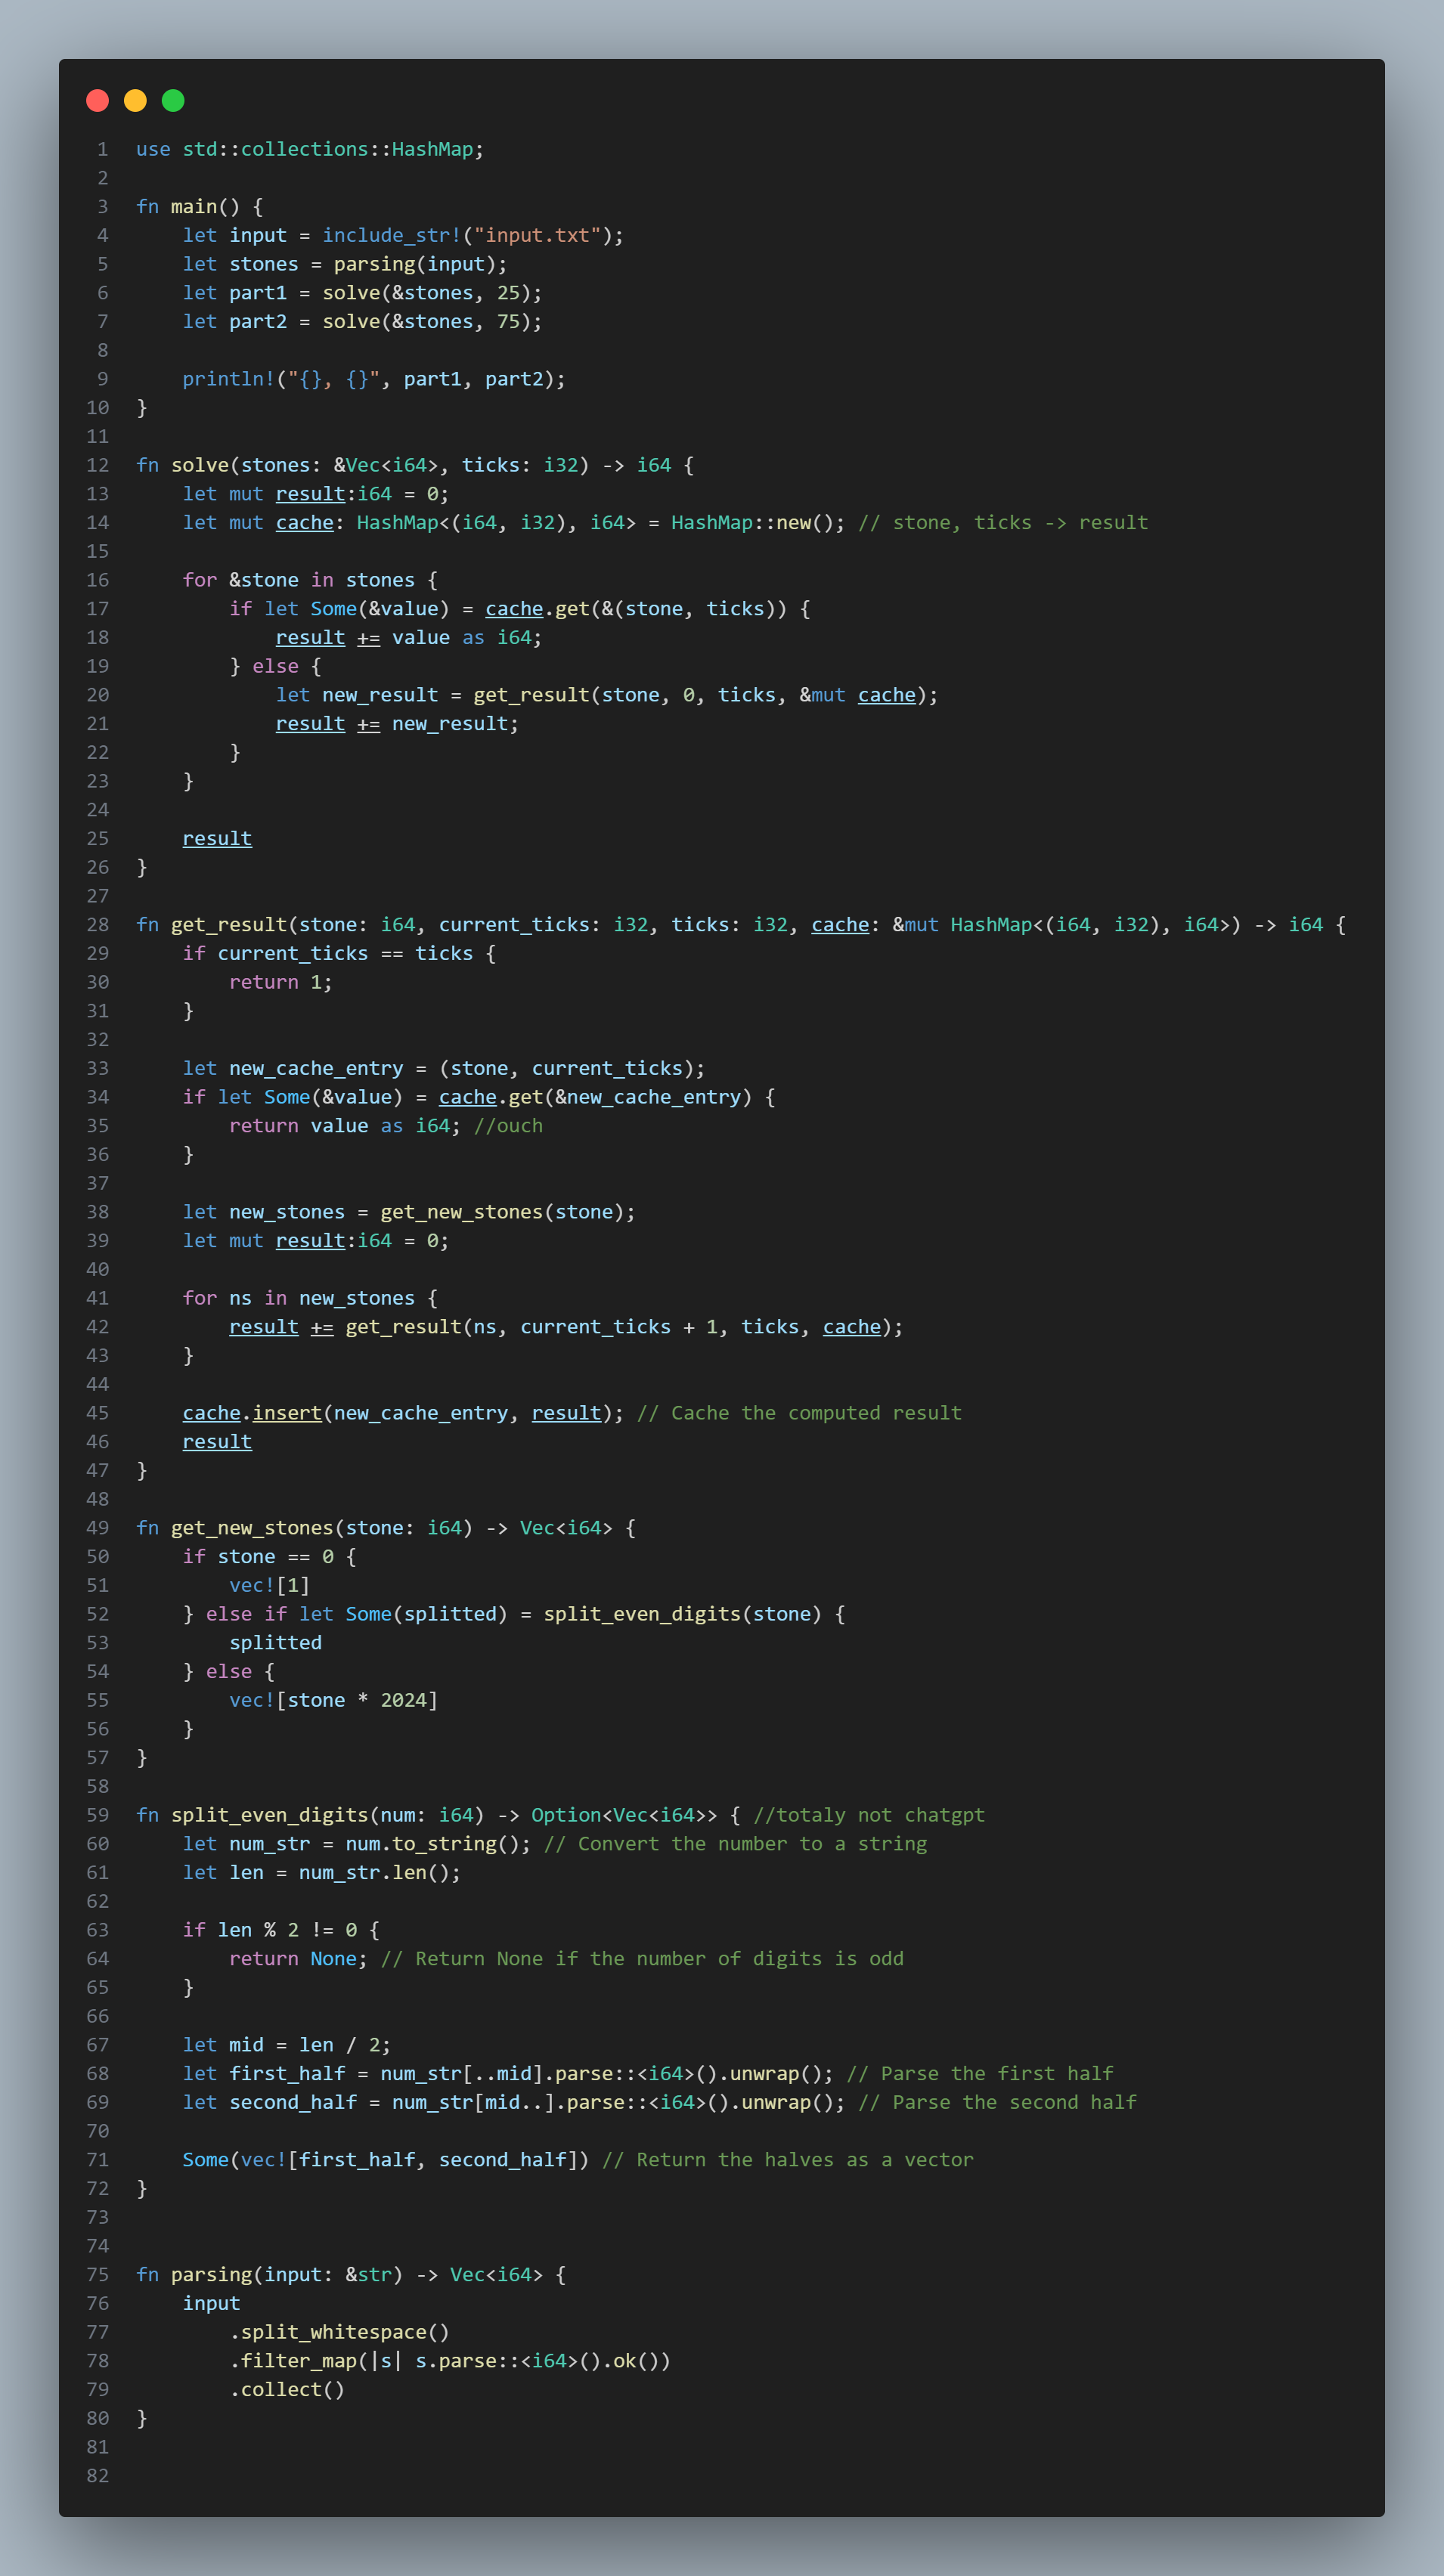 1 use std::collections::HashMap;
2
3 fn main() {
4     let input = include_str!("input.txt");
5     let stones = parsing(input);
6     let part1 = solve(&stones, 25);
7     let part2 = solve(&stones, 75);
8
9     println!("{}, {}", part1, part2);
10 }
11
12 fn solve(stones: &Vec<i64>, ticks: i32) -> i64 {
13     let mut result:i64 = 0;
14     let mut cache: HashMap<(i64, i32), i64> = HashMap::new(); // stone, ticks -> result
15
16     for &stone in stones {
17         if let Some(&value) = cache.get(&(stone, ticks)) {
18             result += value as i64;
19         } else {
20             let new_result = get_result(stone, 0, ticks, &mut cache);
21             result += new_result;
22         }
23     }
24
25     result
26 }
27
28 fn get_result(stone: i64, current_ticks: i32, ticks: i32, cache: &mut HashMap<(i64, i32), i64>) -> i64 {
29     if current_ticks == ticks {
30         return 1;
31     }
32
33     let new_cache_entry = (stone, current_ticks);
34     if let Some(&value) = cache.get(&new_cache_entry) {
35         return value as i64; //ouch
36     }
37
38     let new_stones = get_new_stones(stone);
39     let mut result:i64 = 0;
40
41     for ns in new_stones {
42         result += get_result(ns, current_ticks + 1, ticks, cache);
43     }
44
45     cache.insert(new_cache_entry, result); // Cache the computed result
46     result
47 }
48
49 fn get_new_stones(stone: i64) -> Vec<i64> {
50     if stone == 0 {
51         vec![1]
52     } else if let Some(splitted) = split_even_digits(stone) {
53         splitted
54     } else {
55         vec![stone * 2024]
56     }
57 }
58
59 fn split_even_digits(num: i64) -> Option<Vec<i64>> { //totaly not chatgpt
60     let num_str = num.to_string(); // Convert the number to a string
61     let len = num_str.len();
62
63     if len % 2 != 0 {
64         return None; // Return None if the number of digits is odd
65     }
66
67     let mid = len / 2;
68     let first_half = num_str[..mid].parse::<i64>().unwrap(); // Parse the first half
69     let second_half = num_str[mid..].parse::<i64>().unwrap(); // Parse the second half
70
71     Some(vec![first_half, second_half]) // Return the halves as a vector
72 }
73
74
75 fn parsing(input: &str) -> Vec<i64> {
76     input
77         .split_whitespace()
78         .filter_map(|s| s.parse::<i64>().ok())
79         .collect()
80 }
81
82